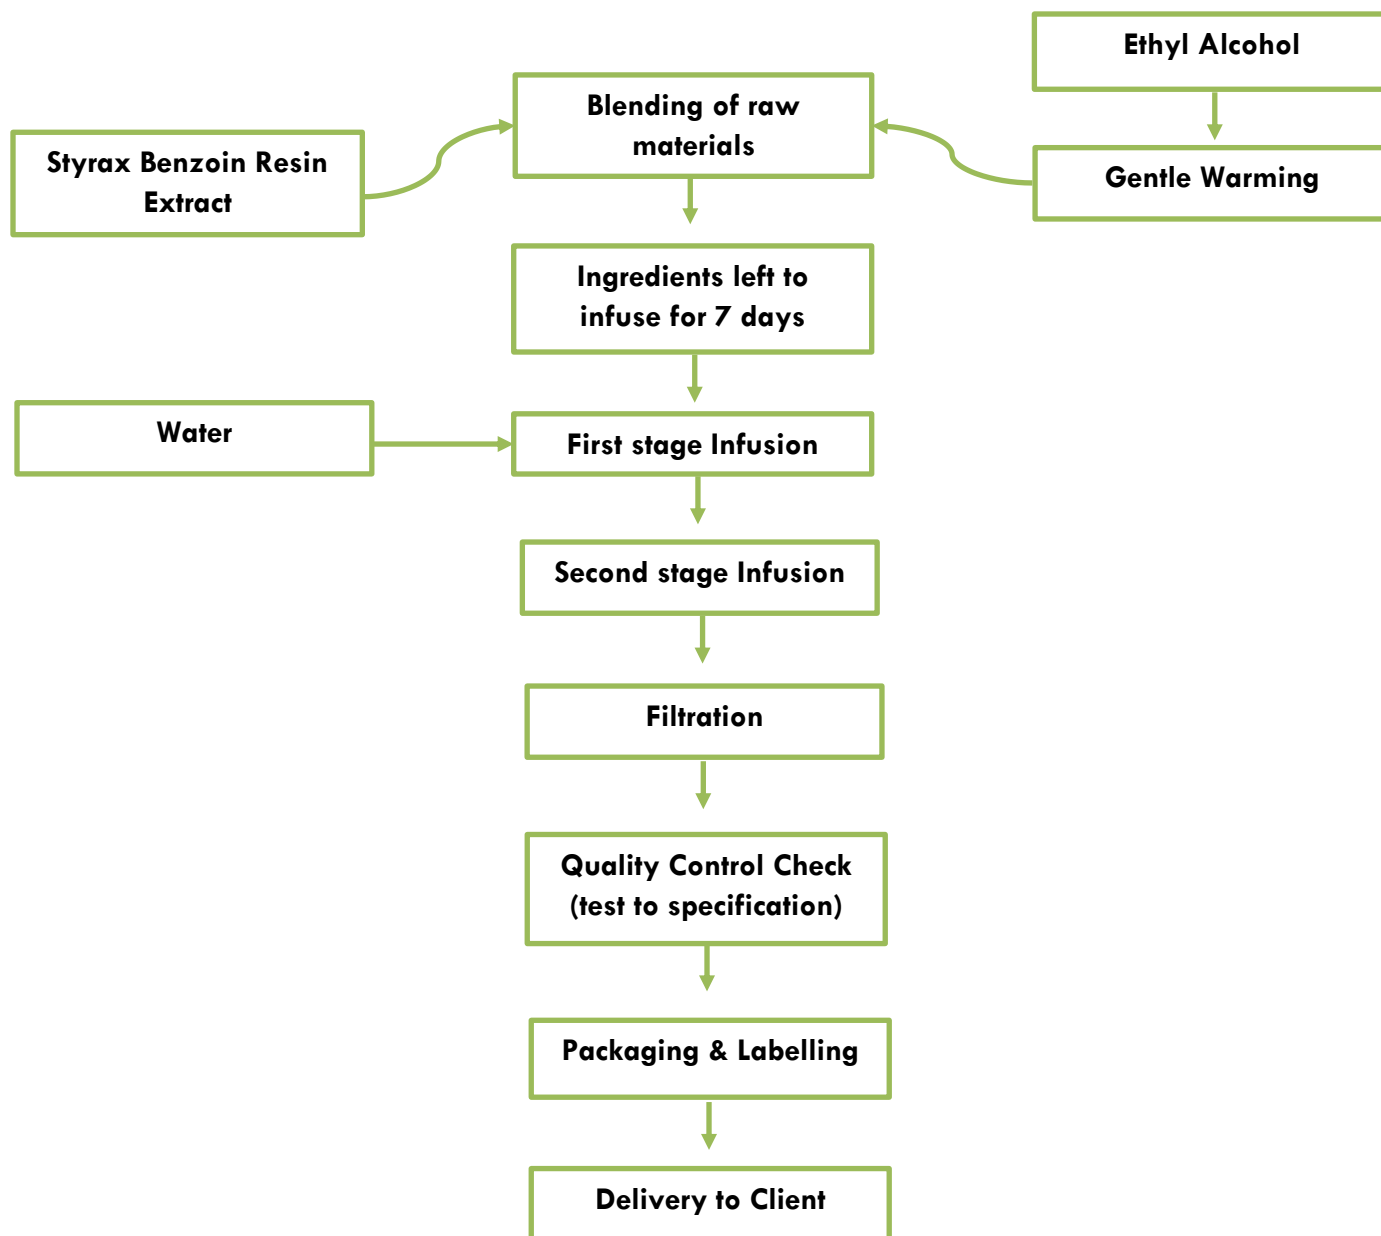 Ethyl Alcohol
Blending of raw
materials
Styrax Benzoin Resin
Extract
Gentle Warming
Ingredients left to
infuse for 7 days
Water
First stage Infusion
Second stage Infusion
Filtration
Quality Control Check
(test to specification)
Packaging & Labelling
Delivery to Client